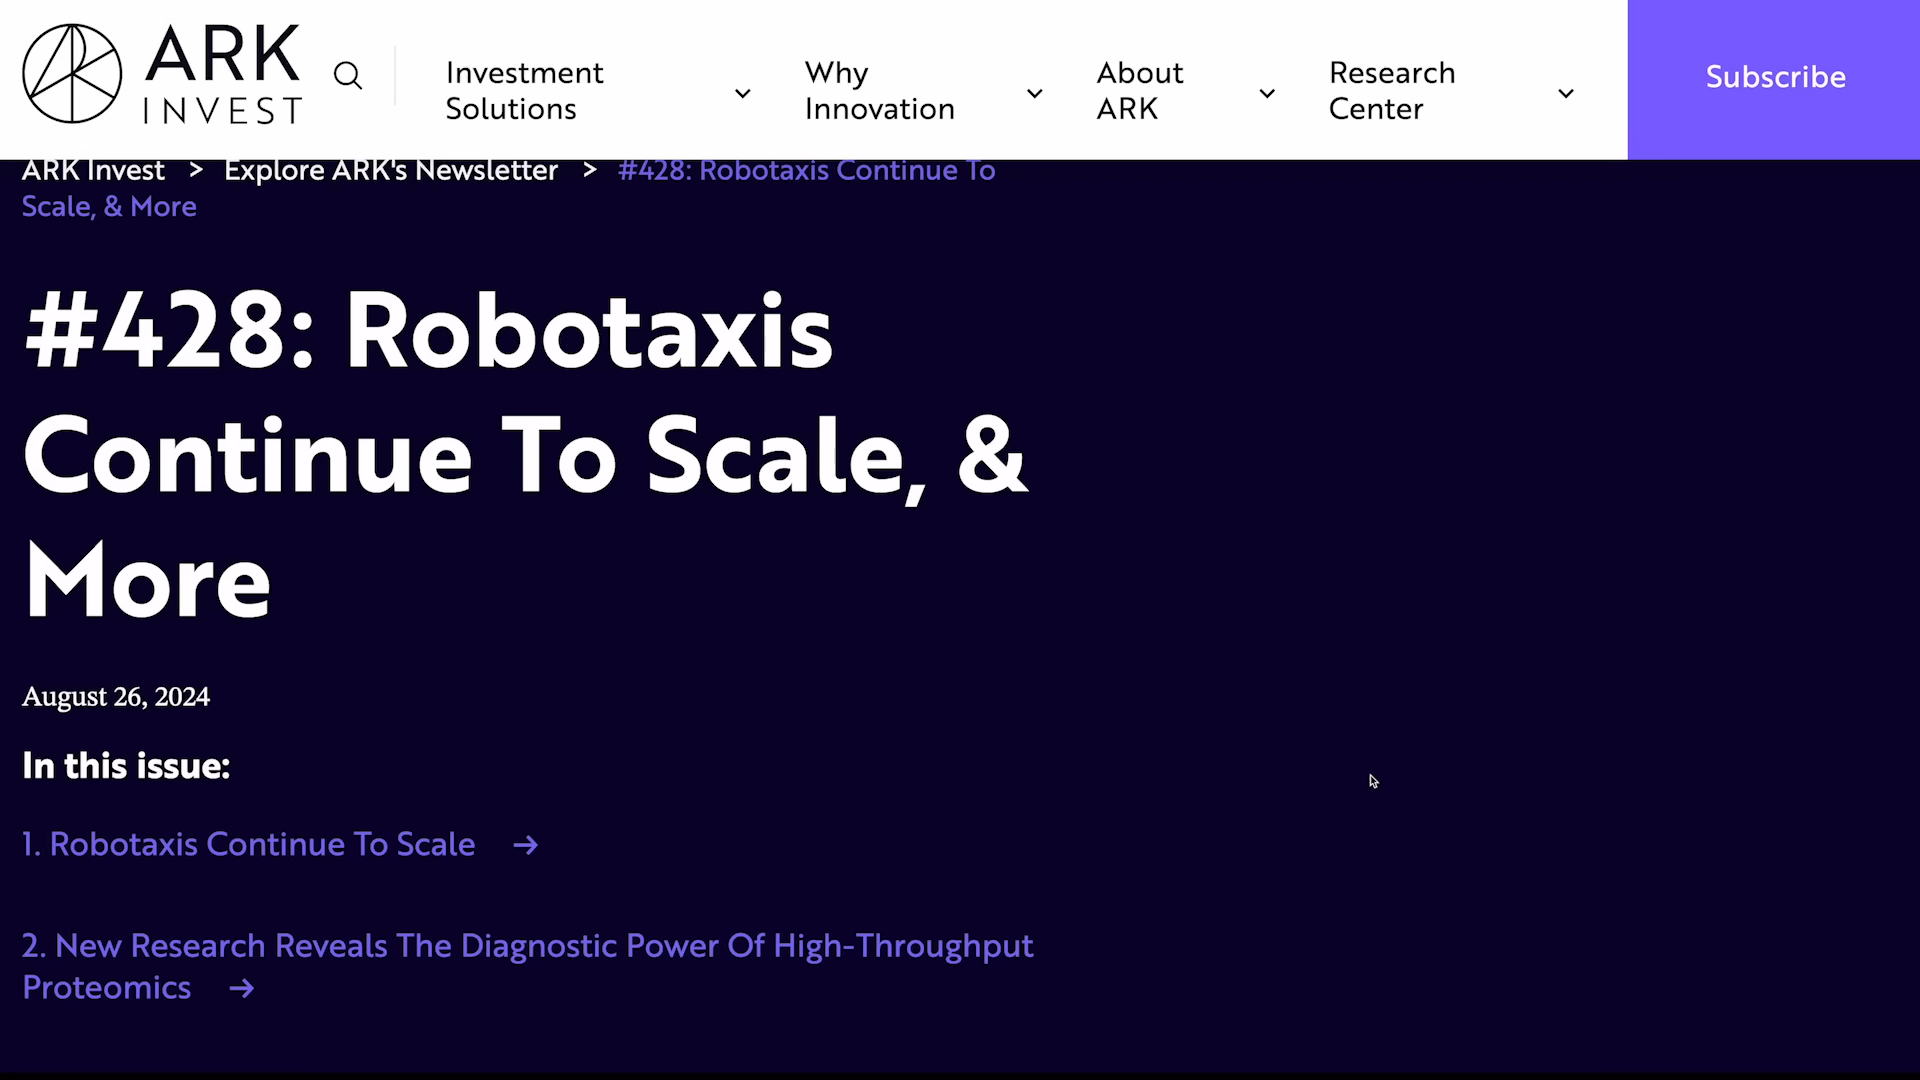 ARK
INVEST
Investment
Solutions
Why
Innovation
About
ARK
Research
Center
Subscribe
ARK Invest > Explore ARK's Newsletter > #428: Robotaxis Continue To
Scale, & More
#428: Robotaxis
Continue To Scale, &
More
August 26, 2024
In this issue:
1. Robotaxis Continue To Scale →
2. New Research Reveals The Diagnostic Power Of High-Throughput
Proteomics →